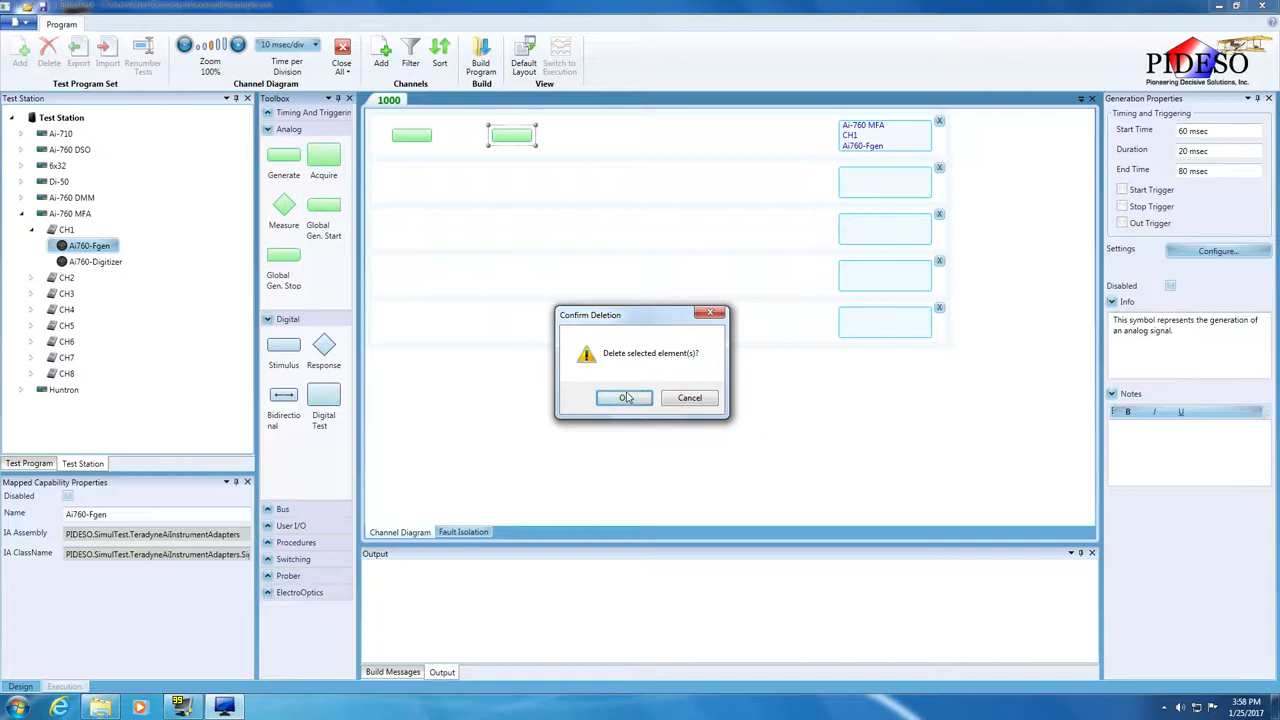 Program
Add
Delete
Export
Import
Renumber
Tests
Test Program Set
Zoom
100%
10 msec/div
Time per
Division
Channel Diagram
Close
All
Add
Filter
Sort
Channels
Build
Program
Build
Default
Layout
Switch to
Execution
View
PIDESO
Pioneering Decisive Solutions, Inc.
Test Station
Test Station
Ai-710
Ai-760 DSO
6x32
Di-50
Ai-760 DMM
Ai-760 MFA
CH1
Ai760-Fgen
Ai760-Digitizer
CH2
CH3
CH4
CH5
CH6
CH7
CH8
Huntron
Test Program
Test Station
Mapped Capability Properties
Disabled
Name
Ai760-Fgen
IA Assembly
PIDESO.SimulTest.TeradyneAiInstrumentAdapters
IA ClassName
PIDESO.SimulTest.TeradyneAiInstrumentAdapters.Si
Toolbox
Timing And Triggerin
Analog
Generate
Acquire
Measure
Global
Gen. Start
Global
Gen. Stop
Digital
Stimulus
Response
Bidirectio
nal
Digital
Test
Bus
User I/O
Procedures
Switching
Prober
ElectroOptics
1000
Ai-760 MFA
CH1
Ai760-Fgen
X
X
X
X
X
Confirm Deletion
Delete selected element(s)?
Cancel
Channel Diagram
Fault Isolation
Output
Build Messages
Output
Generation Properties
Timing and Triggering
Start Time
60 msec
Duration
20 msec
End Time
80 msec
Start Trigger
Stop Trigger
Out Trigger
Settings
Configure...
Disabled
Info
This symbol represents the generation of
an analog signal.
Notes
B
I
U
Design
Execution
99
3:58 PM
1/25/2017